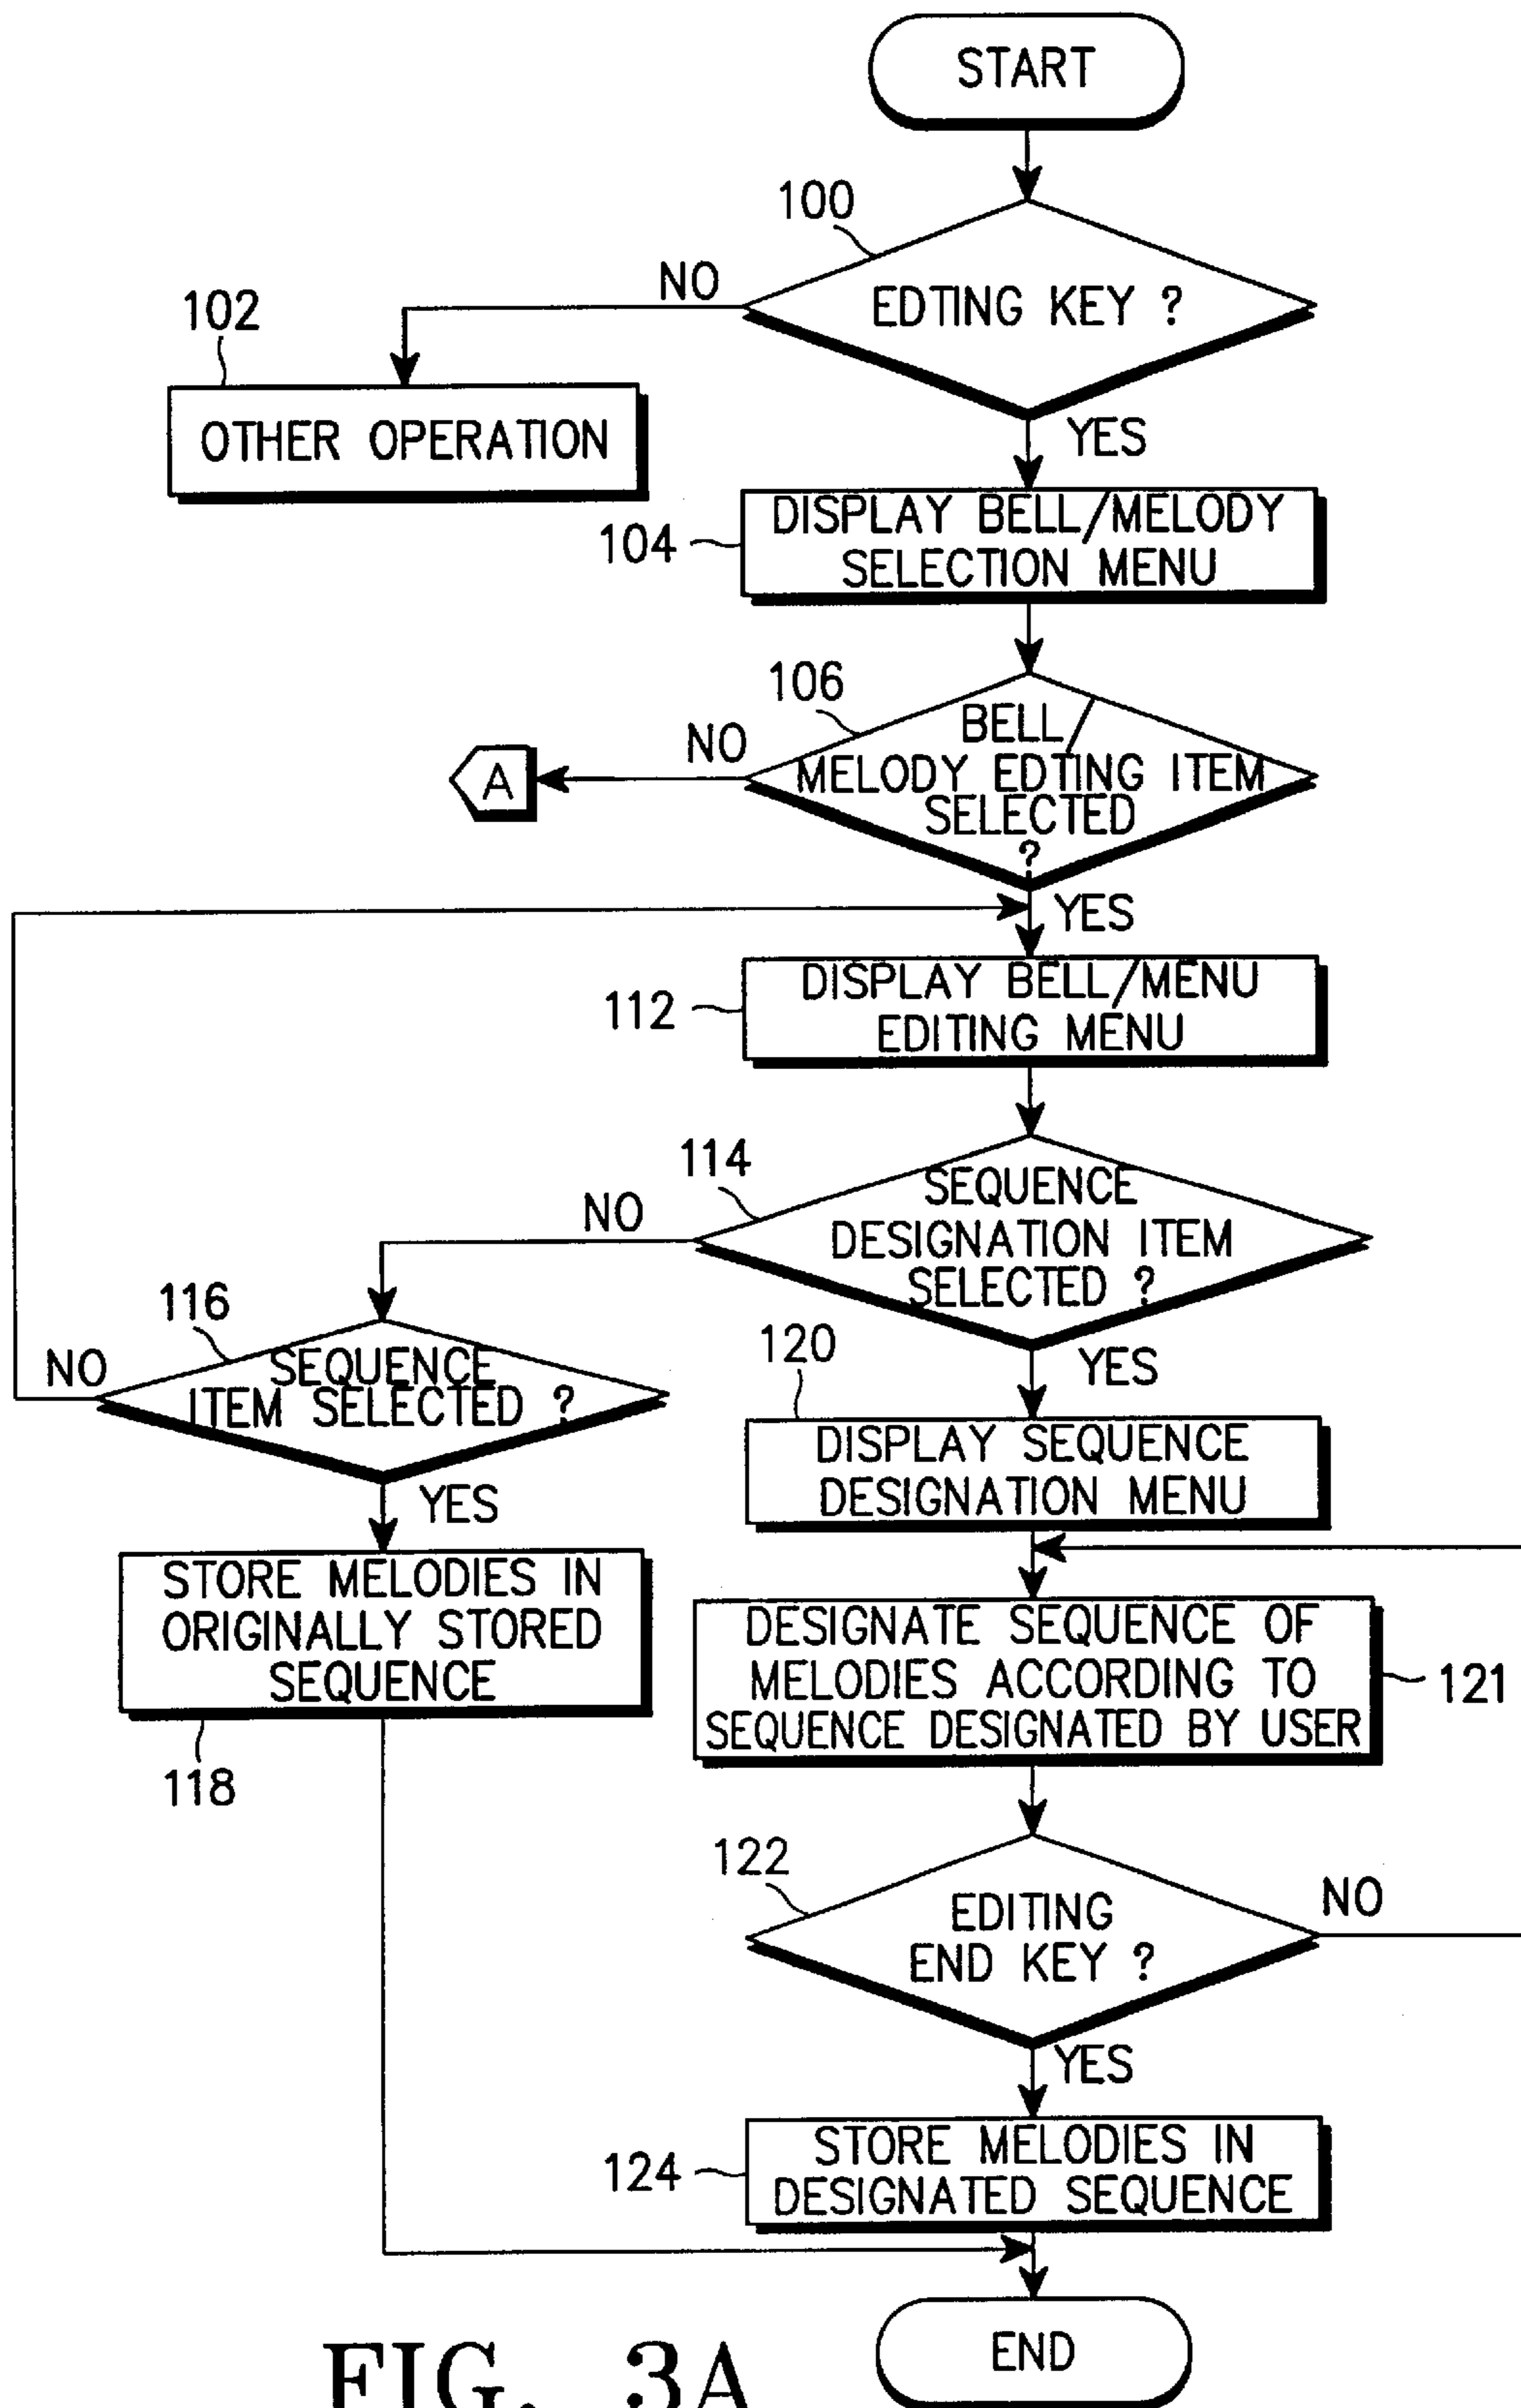 START
100
NO
EDTING KEY ?
102
OTHER OPERATION
YES
104
DISPLAY BELL/MELODY
SELECTION MENU
106
NO
A
BELL/
MELODY EDTING ITEM
SELECTED
?
YES
112
DISPLAY BELL/MENU
EDITING MENU
114
NO
SEQUENCE
DESIGNATION ITEM
SELECTED ?
116
NO
SEQUENCE
ITEM SELECTED ?
120
YES
DISPLAY SEQUENCE
DESIGNATION MENU
YES
STORE MELODIES IN
ORIGINALLY STORED
SEQUENCE
118
DESIGNATE SEQUENCE OF
MELODIES ACCORDING TO
SEQUENCE DESIGNATED BY USER
121
122
EDITING
END KEY ?
NO
YES
124
STORE MELODIES IN
DESIGNATED SEQUENCE
END
FIG. 3A